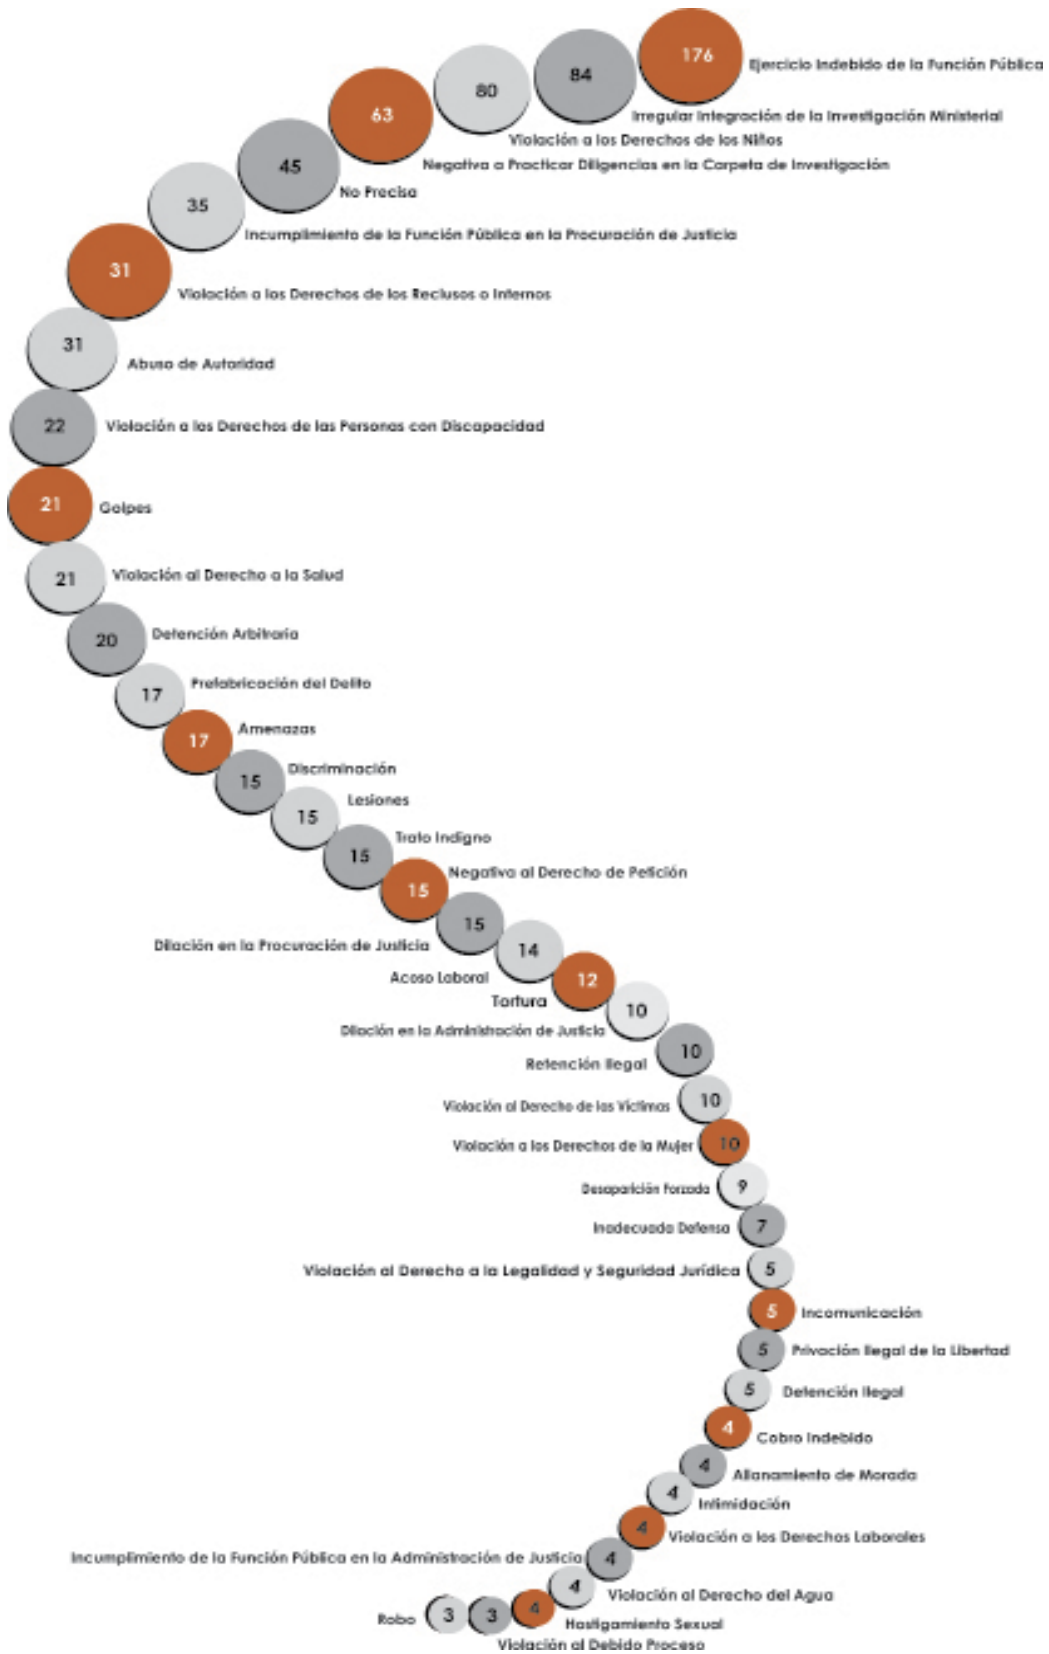 176
Ejercicio Indebido de la Función Pública
84
Irregular Integración de la Investigación Ministerial
80
Violación a los Derechos de los Niños
63
Negativa a Practicar Diligencias en la Carpeta de Investigación
45
No Precisa
35
Incumplimiento de la Función Pública en la Procuración de Justicia
31
Violación a los Derechos de los Reclusos o Internos
31
Abuso de Autoridad
22
Violación a los Derechos de las Personas con Discapacidad
21
Golpes
21
Violación al Derecho a la Salud
20
Detención Arbitraria
17
Prefabricación del Delito
17
Amenazas
15
Discriminación
15
Lesiones
15
Trato Indigno
15
Negativa al Derecho de Petición
15
Dilación en la Procuración de Justicia
14
Acoso Laboral
12
Tortura
10
Dilación en la Administración de Justicia
10
Retención Ilegal
10
Violación al Derecho de las Víctimas
10
Violación a los Derechos de la Mujer
9
Desaparición Forzada
7
Inadecuada Defensa
5
Violación al Derecho a la Legalidad y Seguridad Jurídica
5
Incomunicación
5
Privación Ilegal de la Libertad
5
Detención Ilegal
4
Cobro Indebido
4
Allanamiento de Morada
4
Intimidación
4
Violación a los Derechos Laborales
4
Incumplimiento de la Función Pública en la Administración de Justicia
4
Violación al Derecho del Agua
4
Hostigamiento Sexual
3
Violación al Debido Proceso
3
Robo